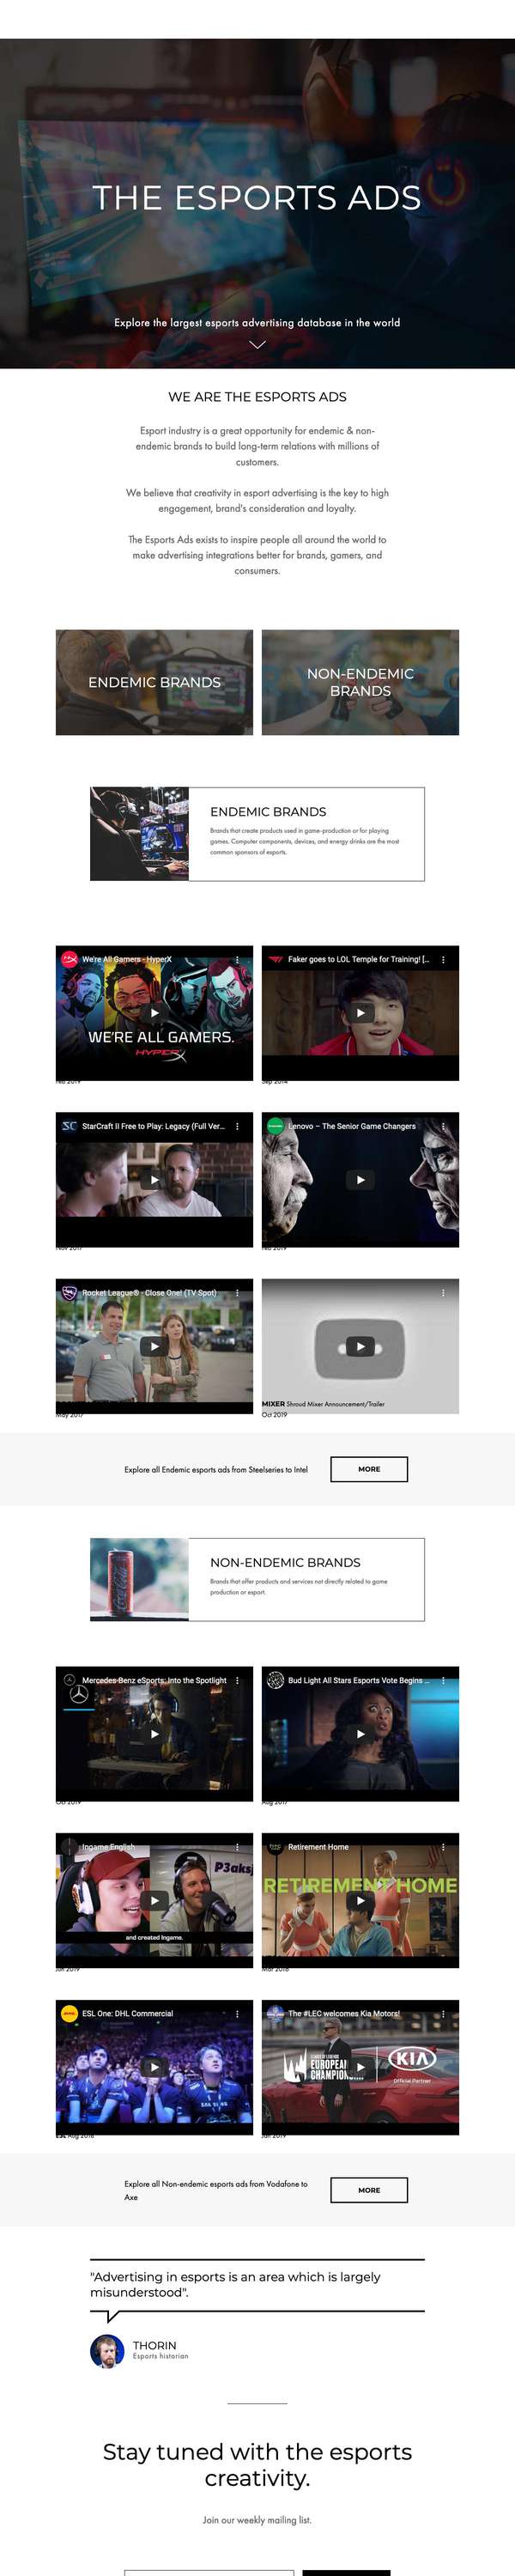 THE ESPORTS ADS
Explore the largest esports advertising database in the world
WE ARE THE ESPORTS ADS
Esport industry is a great opportunity for endemic & non-
endemic brands to build long-term relations with millions of
customers.
We believe that creativity in esport advertising is the key to high
engagement, brand's consideration and loyalty.
The Esports Ads exists to inspire people all around the world to
make advertising integrations better for brands, gamers, and
consumers.
ENDEMIC BRANDS
NON-ENDEMIC
BRANDS
ENDEMIC BRANDS
Brands that create products used in game-production or for playing
games. Computer components, devices, and energy drinks are the most
common sponsors of esports.
We're All Gamers - HyperX
WE'RE ALL GAMERS.
HYPERX
Faker goes to LOL Temple for Training! [...
Sep 2014
SC StarCraft II Free to Play: Legacy (Full Ver...
Nov 2017
Lenovo – The Senior Game Changers
Rocket League® - Close One! (TV Spot)
May 2017
MIXER Shroud Mixer Announcement/Trailer
Oct 2019
Explore all Endemic esports ads from Steelseries to Intel
MORE
NON-ENDEMIC BRANDS
Brands that offer products and services not directly related to game
production or esport.
Mercedes-Benz eSports: Into the Spotlight
Oct 2019
Bud Light All Stars Esports Vote Begins ...
Aug 2017
Ingame English
P3aksj
and created Ingame.
Jan 2019
Retirement Home
RETIREMENT HOME
Mar 2018
ESL One: DHL Commercial
ESL Aug 2018
The #LEC welcomes Kia Motors!
KIA
Official Partner
Jan 2019
Explore all Non-endemic esports ads from Vodafone to
Axe
MORE
"Advertising in esports is an area which is largely
misunderstood".
THORIN
Esports historian
Stay tuned with the esports
creativity.
Join our weekly mailing list.